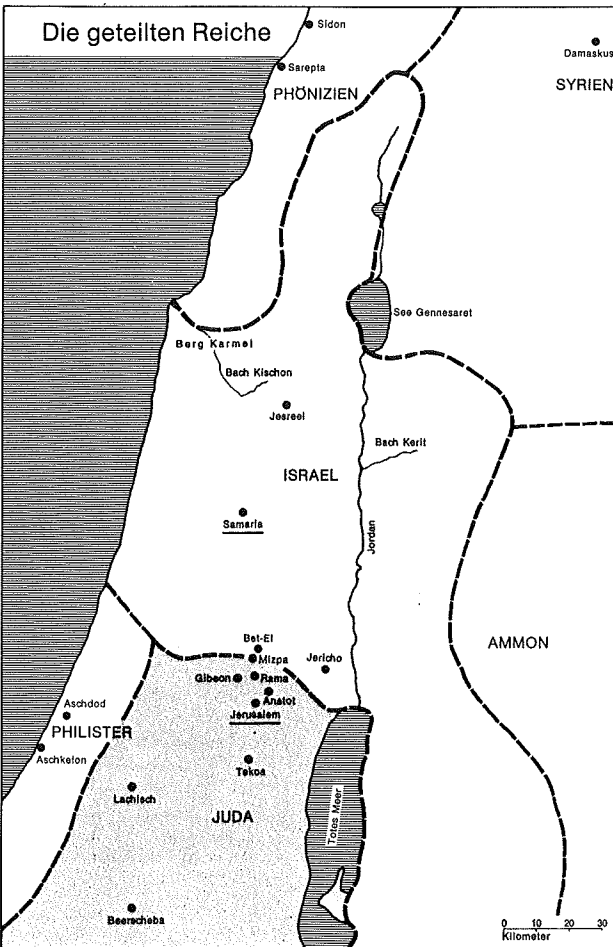 Die geteilten Reiche
Sidon
Damaskus
Sarepta
SYRIEN
PHÖNIZIEN
See Gennesaret
Berg Karmel
Bach Kischon
Jesreel
Bach Kerit
ISRAEL
Samaria
Jordan
Bet-El
AMMON
Mizpa
Jericho
Gibeon
Rama
Anatot
Aschdod
Jerusalem
PHILISTER
Aschkelon
Tekoa
Lachisch
JUDA
Totes Meer
Beerscheba
0 10 20 30
Kilometer